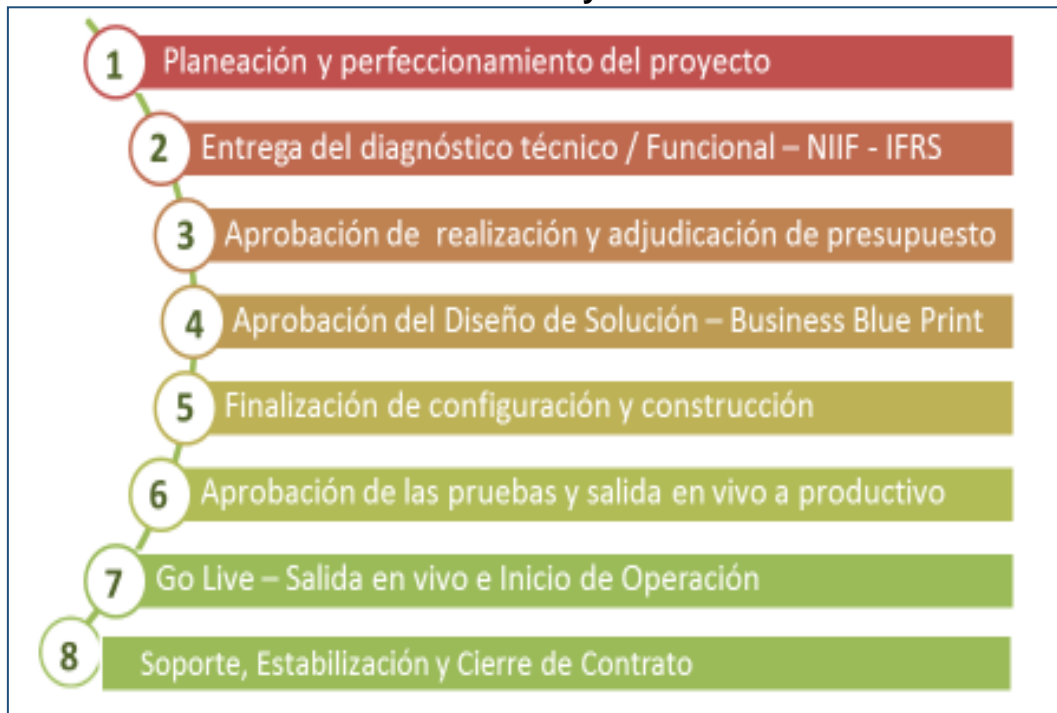 1 Planeación y perfeccionamiento del proyecto
2 Entrega del diagnóstico técnico / Funcional – NIIF - IFRS
3 Aprobación de realización y adjudicación de presupuesto
4 Aprobación del Diseño de Solución – Business Blue Print
5 Finalización de configuración y construcción
6 Aprobación de las pruebas y salida en vivo a productivo
7 Go Live – Salida en vivo e Inicio de Operación
8 Soporte, Estabilización y Cierre de Contrato